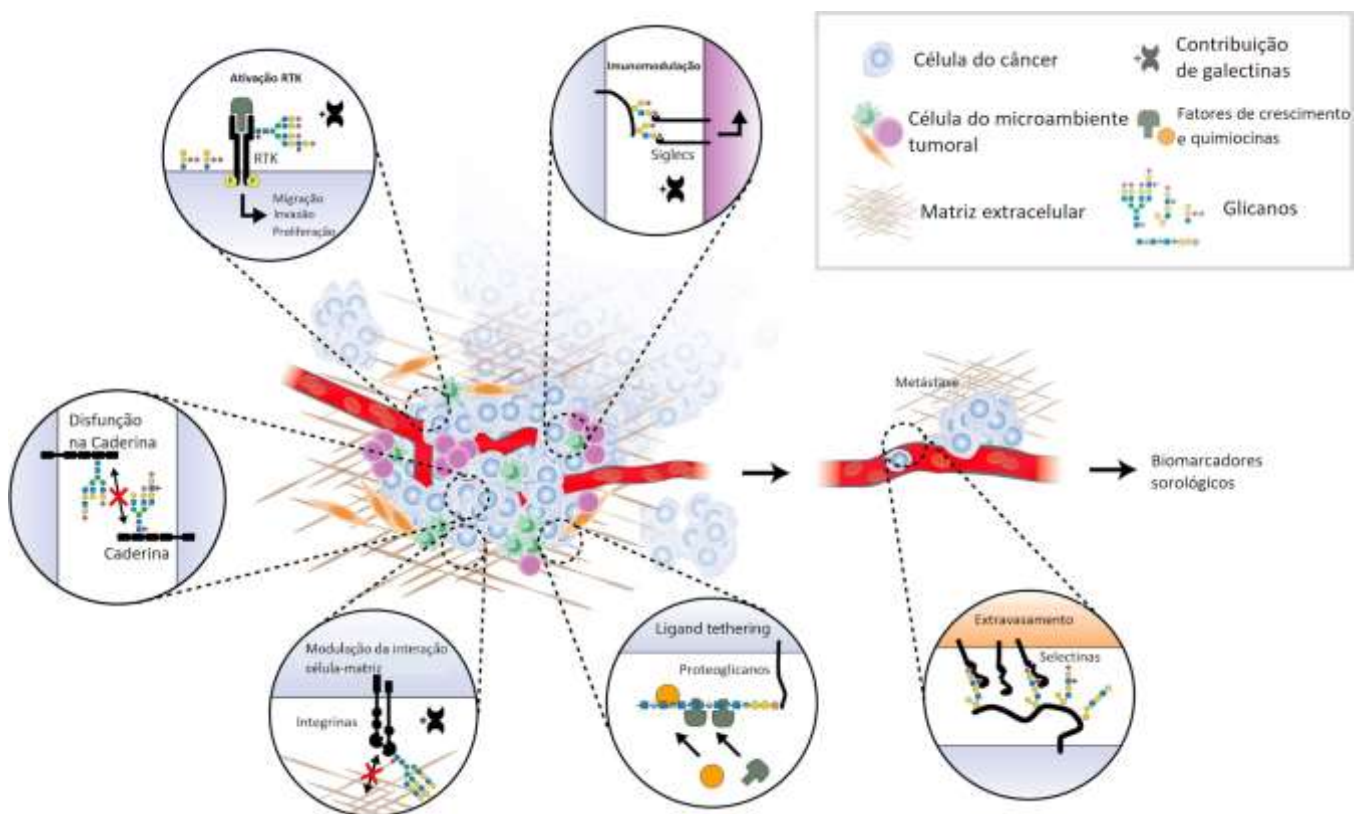 Ativação RTK
RTK
P
P
Migração
Invasão
Proliferação
Imunomodulação
Siglecs
Célula do câncer
Contribuição
de galectinas
Célula do microambiente
tumoral
Fatores de crescimento
e quimiocinas
Matriz extracelular
Glicanos
Disfunção
na Caderina
Caderina
Metástase
Biomarcadores
sorológicos
Modulação da interação
célula-matriz
Integrinas
Ligand tethering
Proteoglicanos
Extravasamento
Selectinas